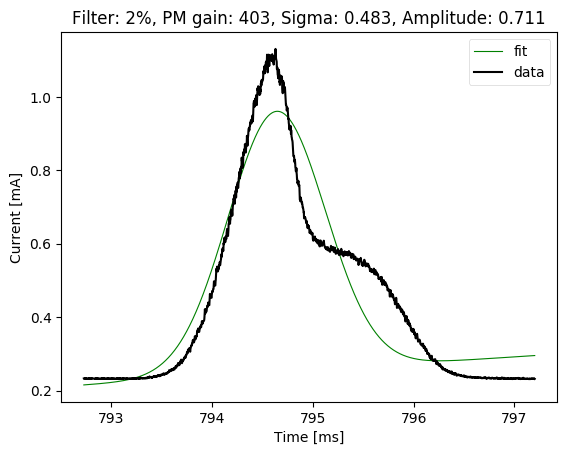 Filter: 2%, PM gain: 403, Sigma: 0.483, Amplitude: 0.711
fit
data
1.0
0.8
0.6
0.4
0.2
Current [mA]
793 794 795 796 797
Time [ms]